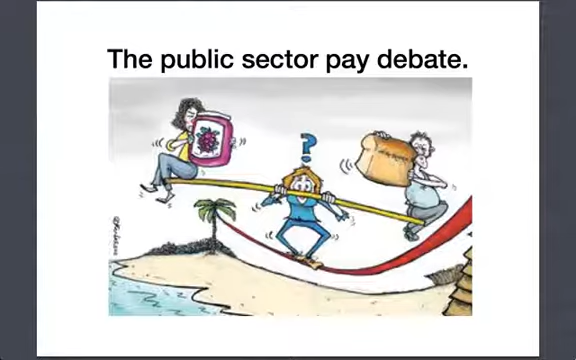 The public sector pay debate.
?